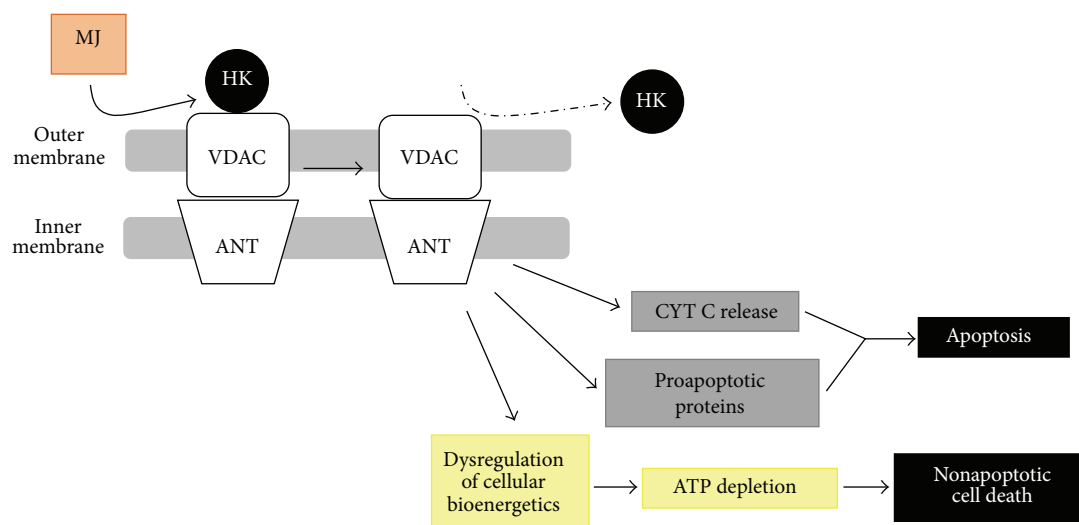 MJ
HK
HK
Outer
membrane
VDAC
VDAC
Inner
membrane
ANT
ANT
CYT C release
Apoptosis
Proapoptotic
proteins
Dysregulation
of cellular
bioenergetics
ATP depletion
Nonapoptotic
cell death